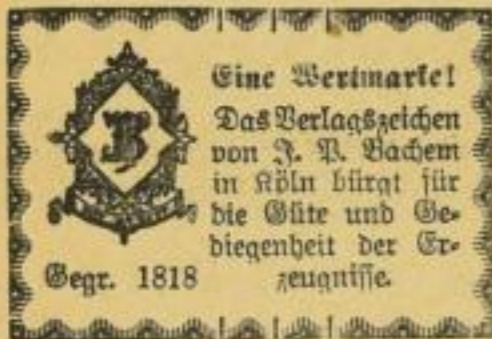 Eine Wertmarke!
Das Verlagszeichen
von J. P. Bachem
in Köln bürgt für
die Güte und Ge-
diegenheit der Er-
zeugnisse.
B
Gegr. 1818